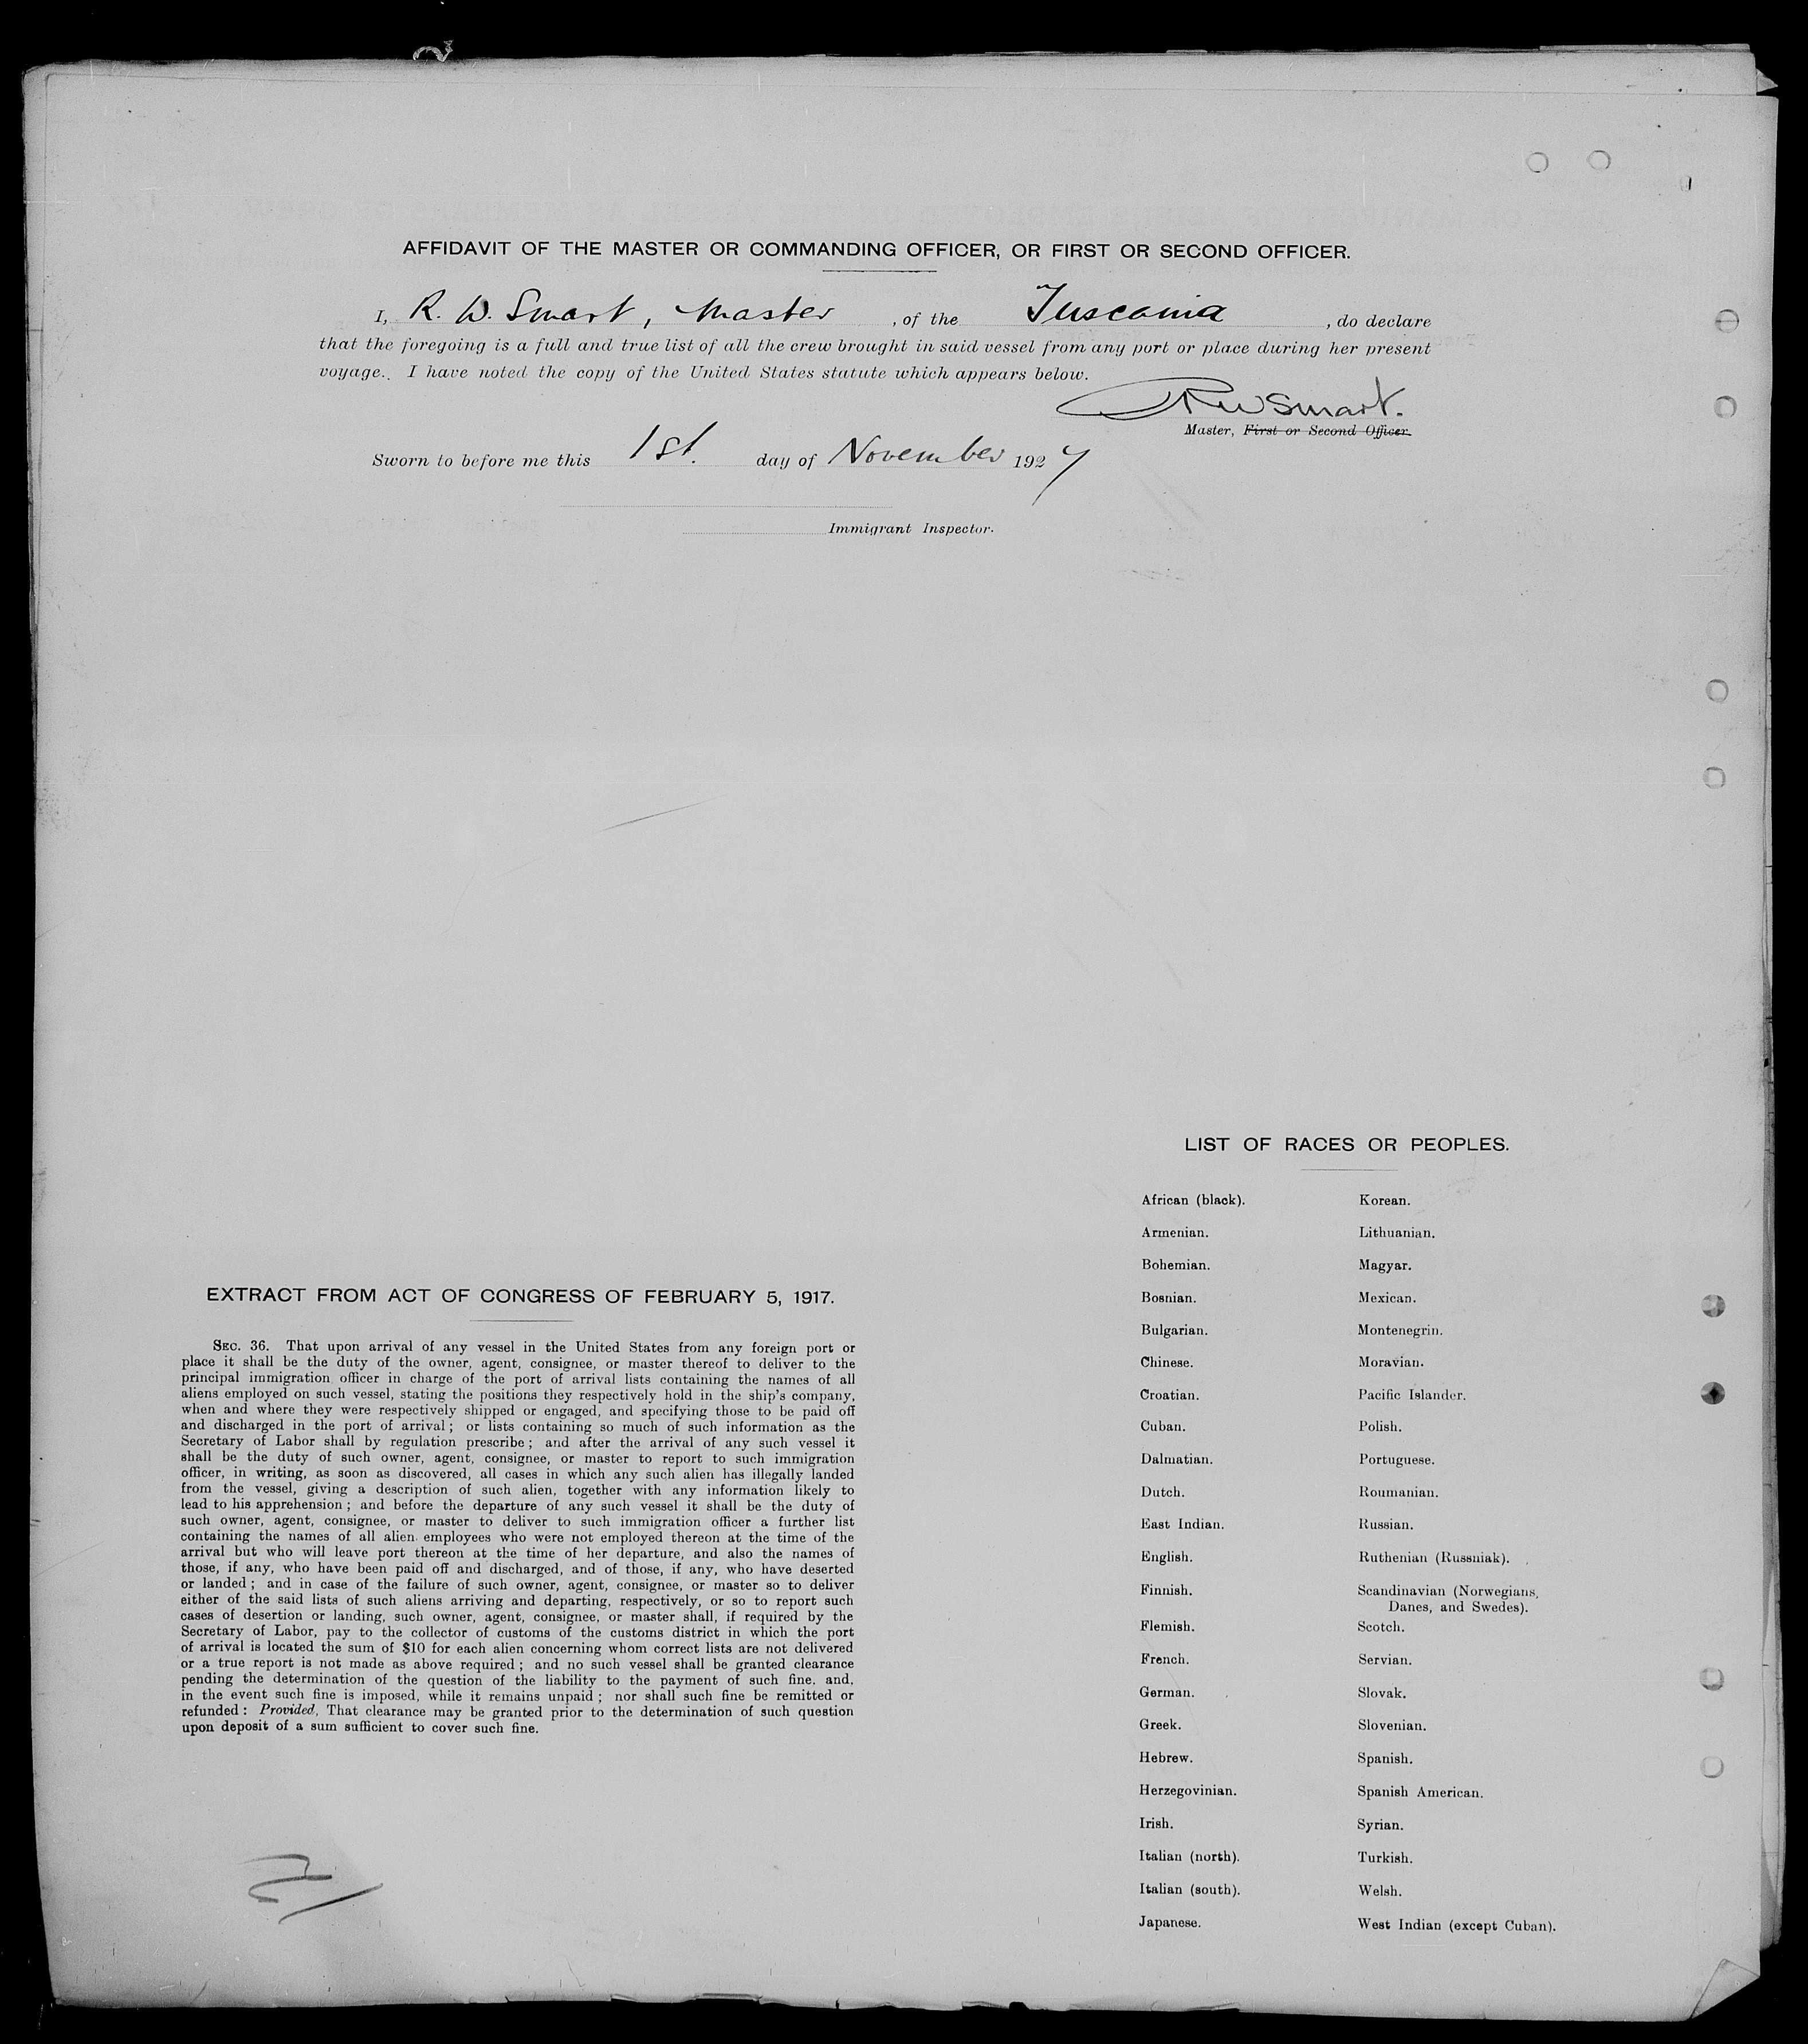 AFFIDAVIT OF THE MASTER OR COMMANDING OFFICER, OR FIRST OR SECOND OFFICER.
I, R. W. Smart, Master, of the Tuscania, do declare
that the foregoing is a full and true list of all the crew brought in said vessel from any port or place during her present
voyage. I have noted the copy of the United States statute which appears below.
RW Smart.
Master, First or Second Officer.
Sworn to before me this 1st. day of November 1927
Immigrant Inspector.
EXTRACT FROM ACT OF CONGRESS OF FEBRUARY 5, 1917.
SEC. 36. That upon arrival of any vessel in the United States from any foreign port or
place it shall be the duty of the owner, agent, consignee, or master thereof to deliver to the
principal immigration officer in charge of the port of arrival lists containing the names of all
aliens employed on such vessel, stating the positions they respectively hold in the ship's company,
when and where they were respectively shipped or engaged, and specifying those to be paid off
and discharged in the port of arrival; or lists containing so much of such information as the
Secretary of Labor shall by regulation prescribe; and after the arrival of any such vessel it
shall be the duty of such owner, agent, consignee, or master to report to such immigration
officer, in writing, as soon as discovered, all cases in which any such alien has illegally landed
from the vessel, giving a description of such alien, together with any information likely to
lead to his apprehension; and before the departure of any such vessel it shall be the duty of
such owner, agent, consignee, or master to deliver to such immigration officer a further list
containing the names of all alien employees who were not employed thereon at the time of the
arrival but who will leave port thereon at the time of her departure, and also the names of
those, if any, who have been paid off and discharged, and of those, if any, who have deserted
or landed; and in case of the failure of such owner, agent, consignee, or master so to deliver
either of the said lists of such aliens arriving and departing, respectively, or so to report such
cases of desertion or landing, such owner, agent, consignee, or master shall, if required by the
Secretary of Labor, pay to the collector of customs of the customs district in which the port
of arrival is located the sum of $10 for each alien concerning whom correct lists are not delivered
or a true report is not made as above required; and no such vessel shall be granted clearance
pending the determination of the question of the liability to the payment of such fine, and,
in the event such fine is imposed, while it remains unpaid; nor shall such fine be remitted or
refunded: Provided, That clearance may be granted prior to the determination of such question
upon deposit of a sum sufficient to cover such fine.
LIST OF RACES OR PEOPLES.
African (black).
Armenian.
Bohemian.
Bosnian.
Bulgarian.
Chinese.
Croatian.
Cuban.
Dalmatian.
Dutch.
East Indian.
English.
Finnish.
Flemish.
French.
German.
Greek.
Hebrew.
Herzegovinian.
Irish.
Italian (north).
Italian (south).
Japanese.
Korean.
Lithuanian.
Magyar.
Mexican.
Montenegrin.
Moravian.
Pacific Islander.
Polish.
Portuguese.
Roumanian.
Russian.
Ruthenian (Russniak).
Scandinavian (Norwegians,
Danes, and Swedes).
Scotch.
Servian.
Slovak.
Slovenian.
Spanish.
Spanish American.
Syrian.
Turkish.
Welsh.
West Indian (except Cuban).